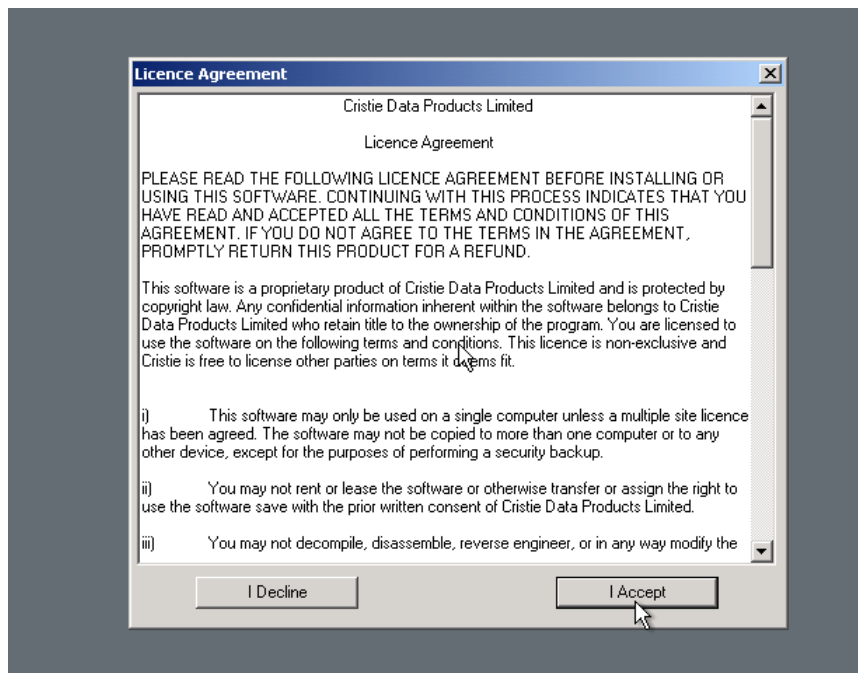 Licence Agreement
Cristie Data Products Limited
Licence Agreement
PLEASE READ THE FOLLOWING LICENCE AGREEMENT BEFORE INSTALLING OR
USING THIS SOFTWARE. CONTINUING WITH THIS PROCESS INDICATES THAT YOU
HAVE READ AND ACCEPTED ALL THE TERMS AND CONDITIONS OF THIS
AGREEMENT. IF YOU DO NOT AGREE TO THE TERMS IN THE AGREEMENT,
PROMPTLY RETURN THIS PRODUCT FOR A REFUND.
This software is a proprietary product of Cristie Data Products Limited and is protected by
copyright law. Any confidential information inherent within the software belongs to Cristie
Data Products Limited who retain title to the ownership of the program. You are licensed to
use the software on the following terms and conditions. This licence is non-exclusive and
Cristie is free to license other parties on terms it deems fit.
i) This software may only be used on a single computer unless a multiple site licence
has been agreed. The software may not be copied to more than one computer or to any
other device, except for the purposes of performing a security backup.
ii) You may not rent or lease the software or otherwise transfer or assign the right to
use the software save with the prior written consent of Cristie Data Products Limited.
iii) You may not decompile, disassemble, reverse engineer, or in any way modify the
I Decline
I Accept